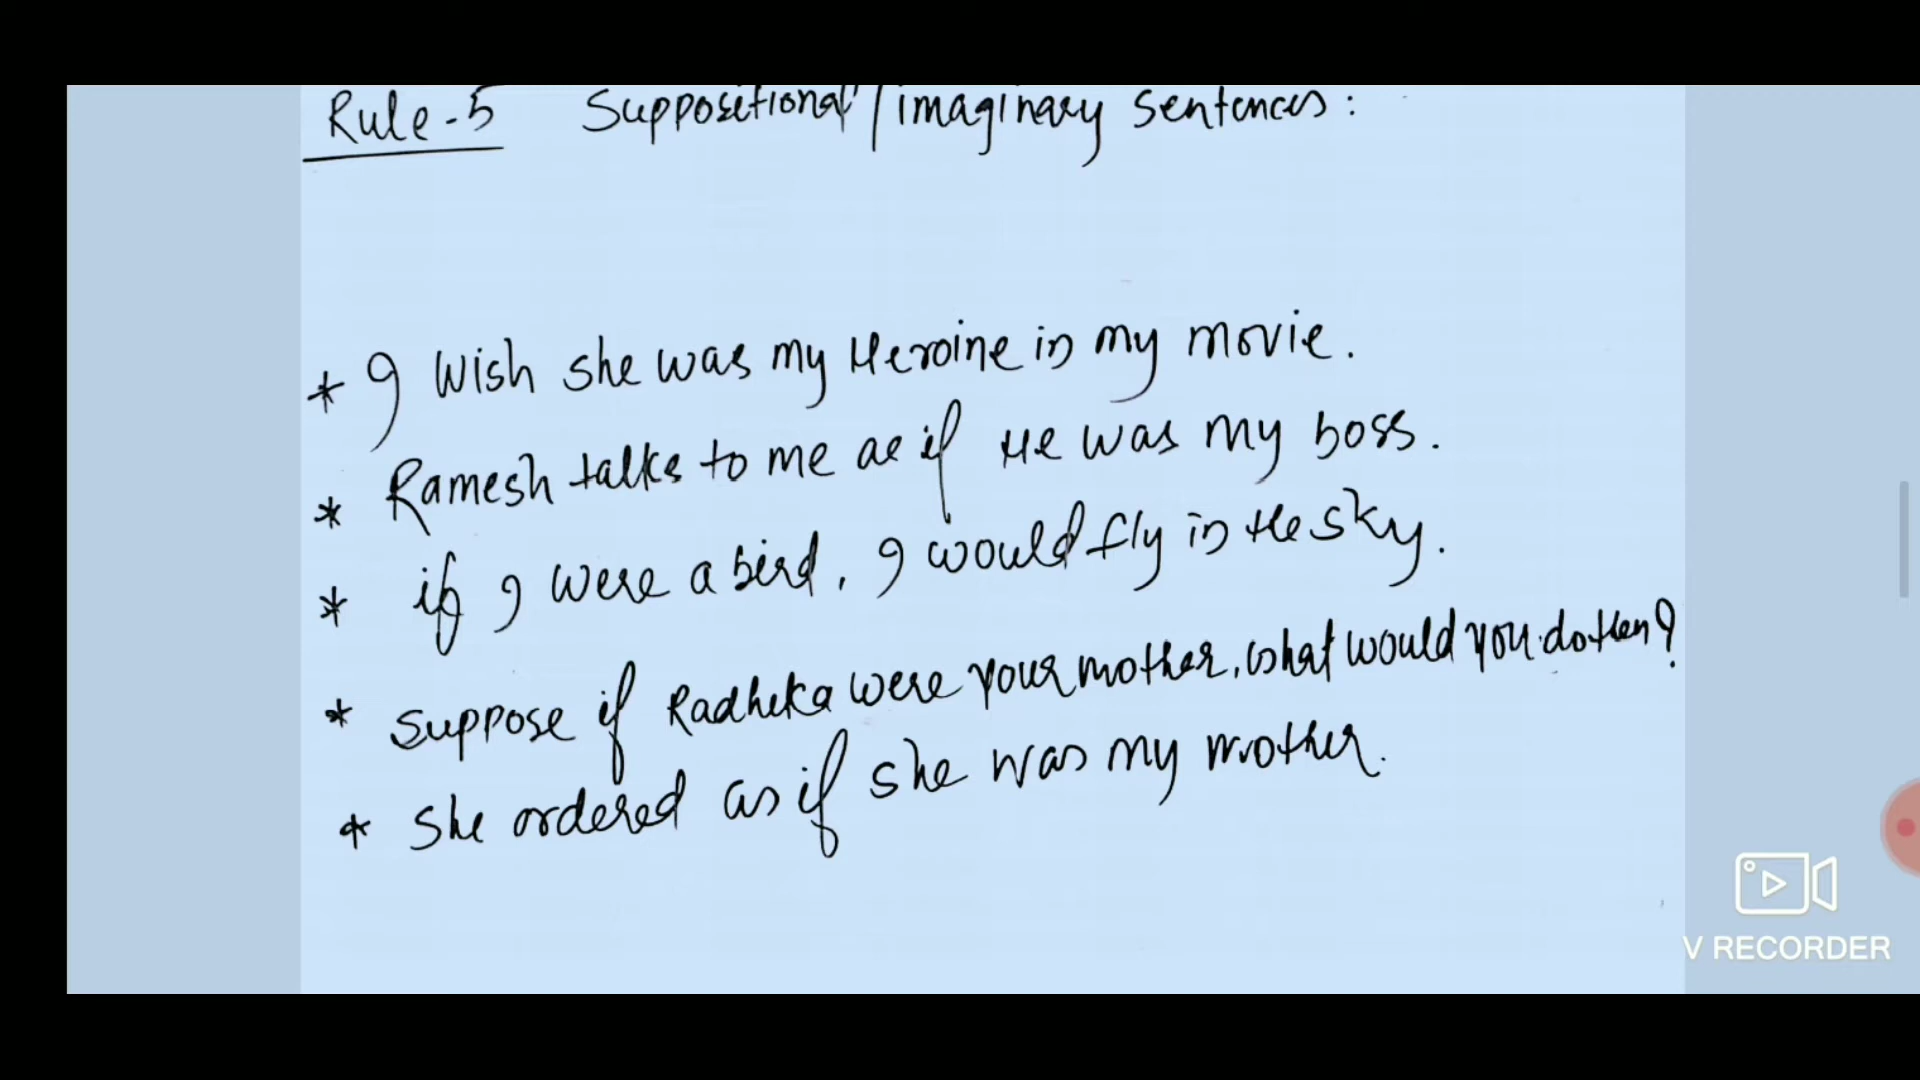 Rule-5 Suppositional/imaginary sentences:
* I wish she was my Heroine in my movie.
* Ramesh talks to me as if He was my boss.
* if I were a bird, I would fly in the sky.
* suppose if Radhika were your mother, what would you do then?
* She ordered as if she was my mother.
V RECORDER